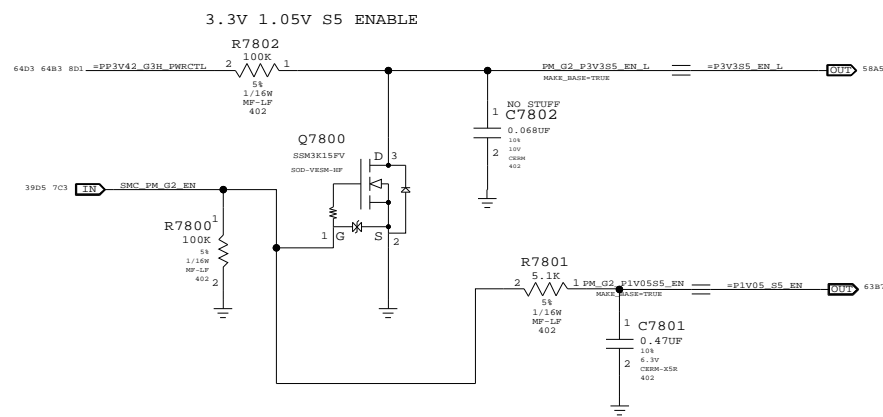 3.3V 1.05V S5 ENABLE
R7802
100K
64D3 64B3 8D1
=PP3V42_G3H_PWRCTL
2
1
5%
1/16W
MF-LF
402
PM_G2_P3V3S5_EN_L
MAKE_BASE=TRUE
=P3V3S5_EN_L
OUT
58A5
NO STUFF
C7802
1
0.068UF
10%
10V
CERM
402
2
Q7800
SSM3K15FV
SOD-VESM-HF
D
3
1
G
S
2
39D5 7C3
IN
SMC_PM_G2_EN
R7800
1
100K
5%
1/16W
MF-LF
402
2
R7801
5.1K
2
1
5%
1/16W
MF-LF
402
PM_G2_P1V05S5_EN
MAKE_BASE=TRUE
=P1V05_S5_EN
OUT
63B7
C7801
1
0.47UF
10%
6.3V
CERM-X5R
402
2